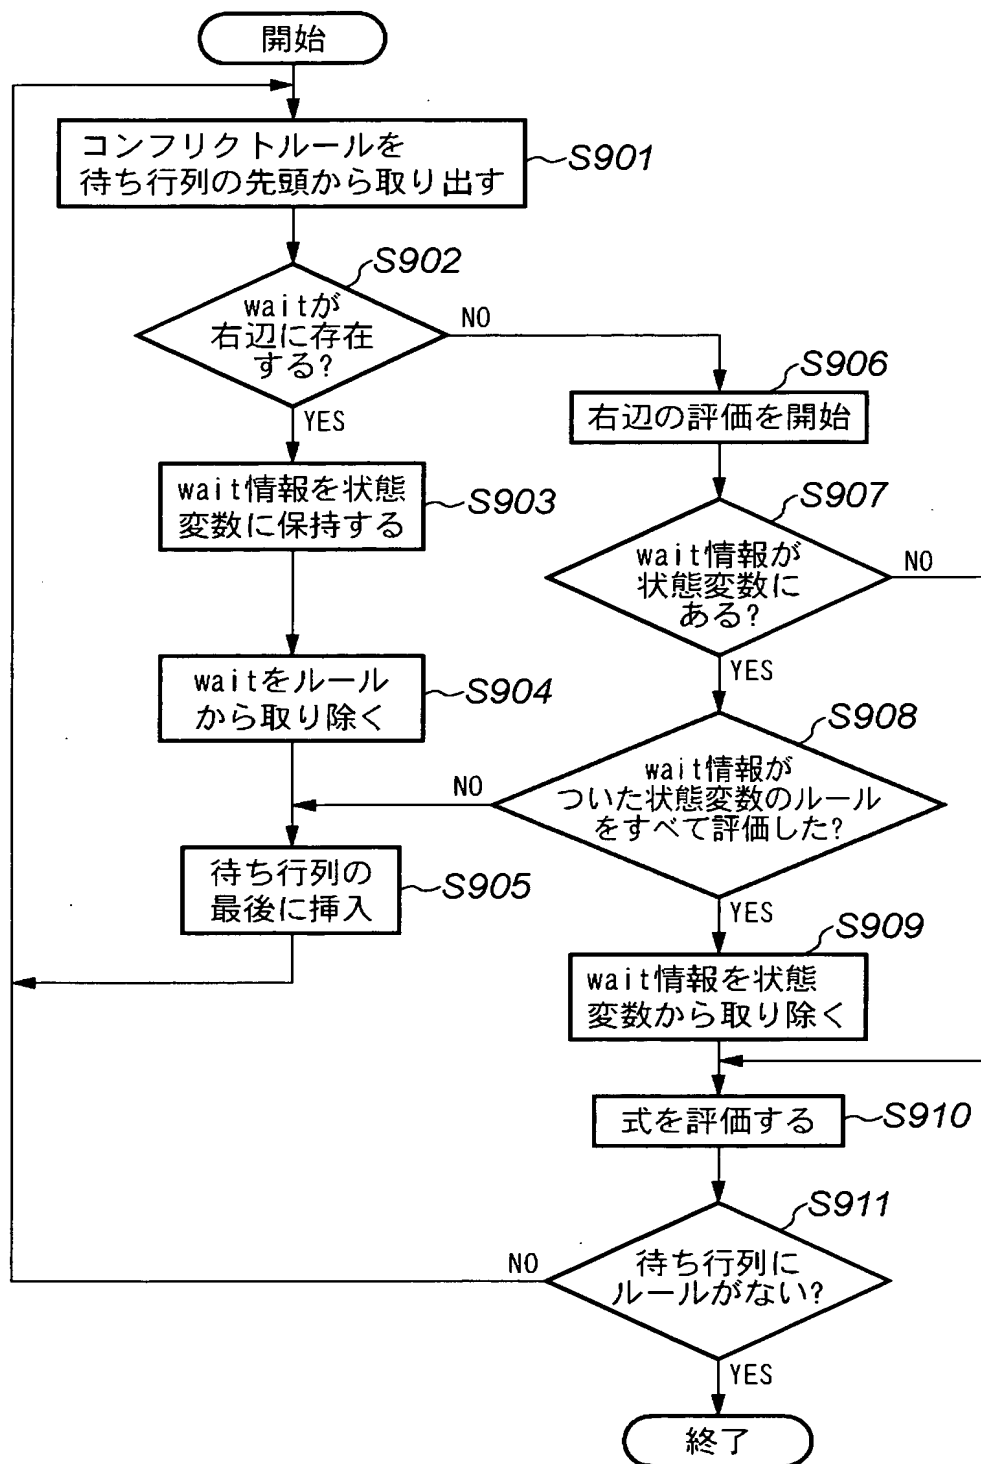 開始
コンフリクトルールを
待ち行列の先頭から取り出す
S901
S902
waitが
右辺に存在
する?
NO
YES
wait情報を状態
変数に保持する
S903
waitをルール
から取り除く
S904
待ち行列の
最後に挿入
S905
S906
右辺の評価を開始
S907
wait情報が
状態変数に
ある?
NO
YES
S908
wait情報が
ついた状態変数のルール
をすべて評価した?
NO
YES
S909
wait情報を状態
変数から取り除く
式を評価する
S910
S911
待ち行列に
ルールがない?
NO
YES
終了